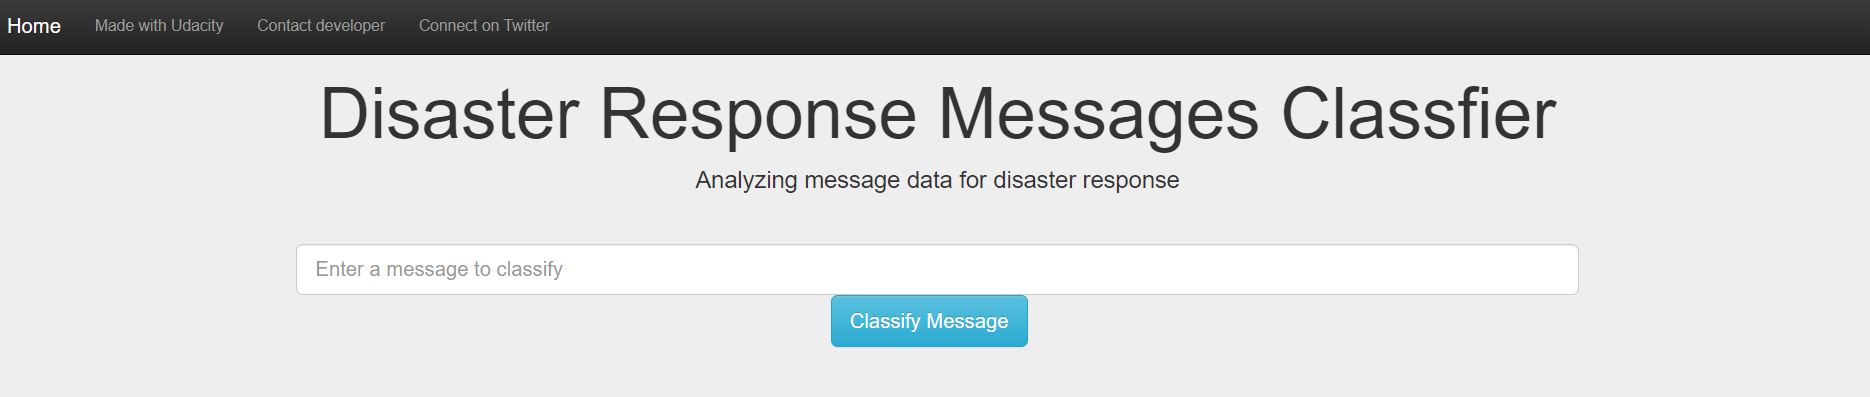 Home Made with Udacity Contact developer Connect on Twitter
Disaster Response Messages Classfier
Analyzing message data for disaster response
Enter a message to classify
Classify Message